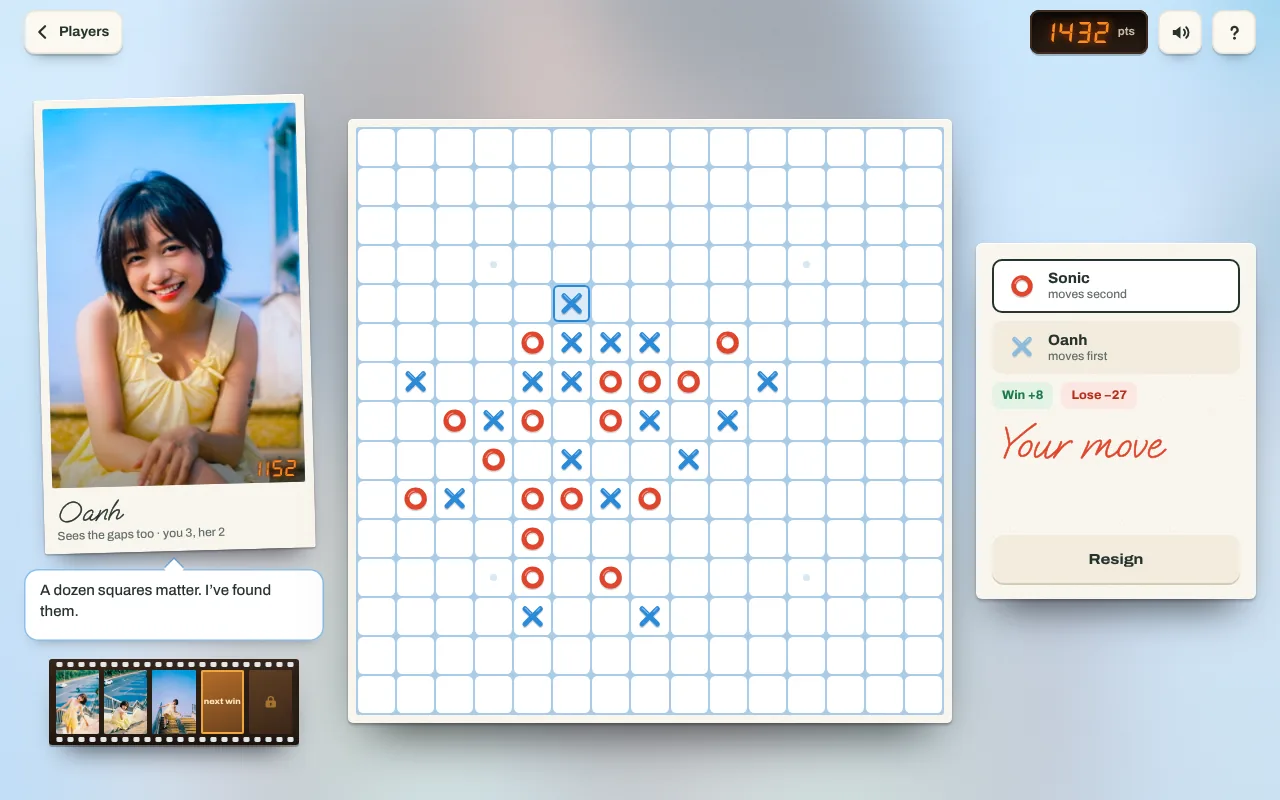 Players
1432 pts
?
1152
Oanh
Sees the gaps too · you 3, her 2
A dozen squares matter. I've found
them.
next win
Sonic
moves second
Oanh
moves first
Win +8
Lose −27
Your move
Resign